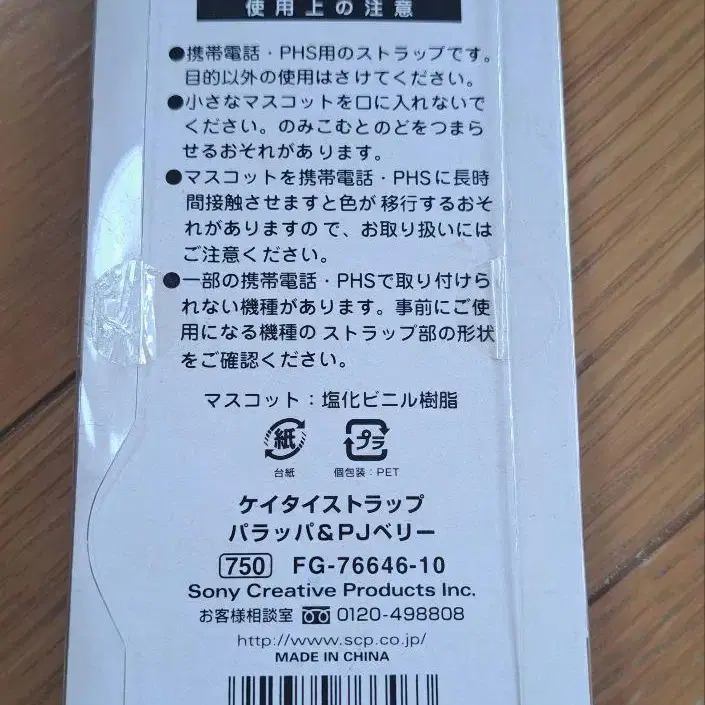 使用上の注意
●携帯電話・PHS用のストラップです。
目的以外の使用はさけてください。
●小さなマスコットを口に入れないで
ください。のみこむとのどをつまら
せるおそれがあります。
●マスコットを携帯電話・PHSに長時
間接触させますと色が移行するおそ
れがありますので、お取り扱いには
ご注意ください。
●一部の携帯電話・PHSで取り付けら
れない機種があります。事前にご使
用になる機種のストラップ部の形状
をご確認ください。
マスコット：塩化ビニル樹脂
紙 プラ
台紙 個包装：PET
ケイタイストラップ
パラッパ&PJベリー
750 FG-76646-10
Sony Creative Products Inc.
お客様相談室 0120-498808
http://www.scp.co.jp/
MADE IN CHINA